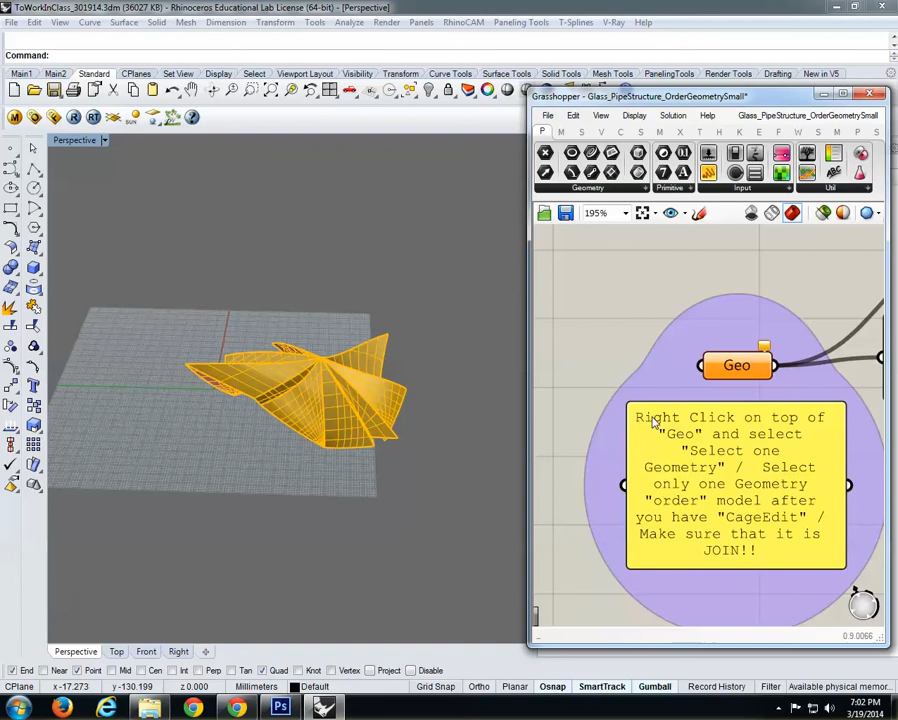 ToWorkInClass_301914.3dm (36027 KB) - Rhinoceros Educational Lab License (64-bit) - [Perspective]
File Edit View Curve Surface Solid Mesh Dimension Transform Tools Analyze Render Panels RhinoCAM Paneling Tools T-Splines V-Ray Help
Command:
Main1 Main2 Standard CPlanes Set View Display Select Viewport Layout Visibility Transform Curve Tools Surface Tools Solid Tools Mesh Tools PanelingTools Render Tools Drafting New in V5
Perspective
Grasshopper - Glass_PipeStructure_OrderGeometrySmall*
File Edit View Display Solution Help Glass_PipeStructure_OrderGeometrySmall
P M S V C S M I X T D F W L M P S
Geometry Primitive Input Util
195%
Geo
Right Click on top of
"Geo" and select
"Select one
Geometry" / Select
only one Geometry
"order" model after
you have "CageEdit" /
Make sure that it is
JOIN!!
0.9.0066
Perspective Top Front Right
End Near Point Mid Cen Int Perp Tan Quad Knot Vertex Project Disable
CPlane x -17.273 y -130.199 z 0.000 Millimeters Default Grid Snap Ortho Planar Osnap SmartTrack Gumball Record History Filter Available physical memory
7:02 PM
3/19/2014